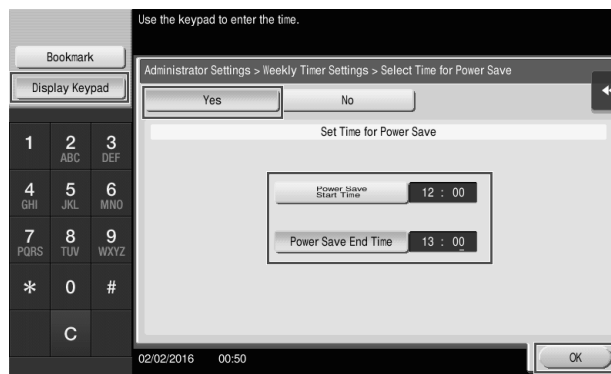 Use the keypad to enter the time.
Bookmark
Display Keypad
Administrator Settings > Weekly Timer Settings > Select Time for Power Save
Yes
No
Set Time for Power Save
1
2
ABC
3
DEF
4
GHI
5
JKL
6
MNO
7
PQRS
8
TUV
9
WXYZ
*
0
#
C
Power Save
Start Time
12 : 00
Power Save End Time
13 : 00
02/02/2016 00:50
OK